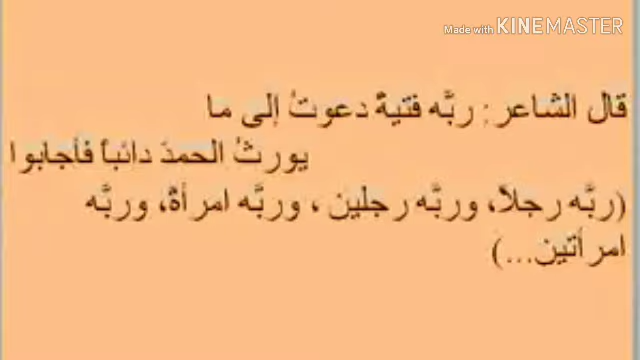 Made with KINEMASTER
قال الشاعر: ربَّه فتيةً دعوتُ إلى ما
يورثُ الحمدَ دائباً فأجابوا
(ربَّه رجلاً، وربَّه رجلين، وربَّه امرأةً، وربَّه
امرأتين...)